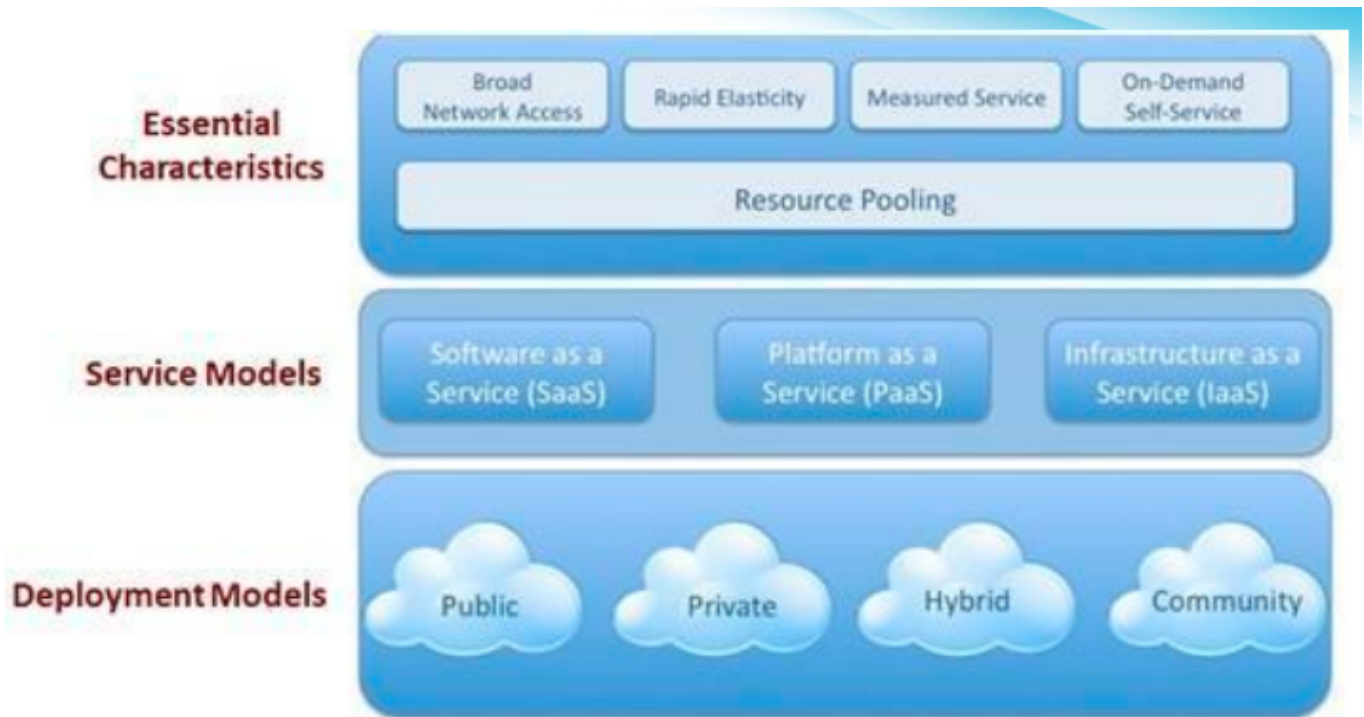 Essential
Characteristics
Broad
Network Access
Rapid Elasticity
Measured Service
On-Demand
Self-Service
Resource Pooling
Service Models
Software as a
Service (SaaS)
Platform as a
Service (PaaS)
Infrastructure as a
Service (IaaS)
Deployment Models
Public
Private
Hybrid
Community